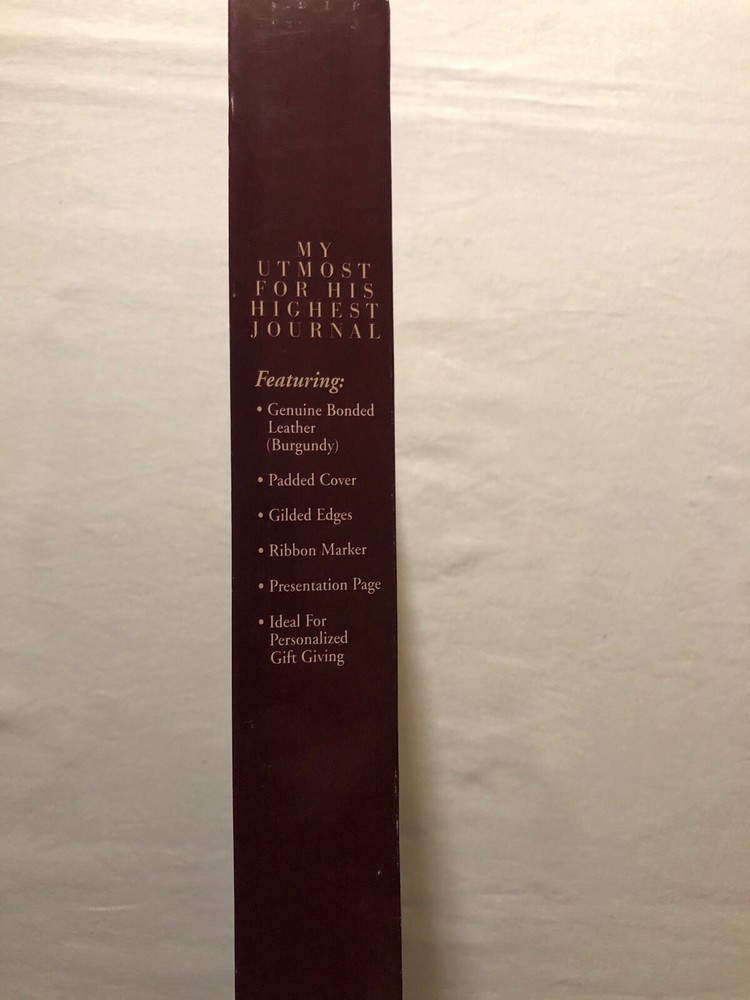 MY
UTMOST
FOR HIS
HIGHEST
JOURNAL
Featuring:
• Genuine Bonded
Leather
(Burgundy)
• Padded Cover
• Gilded Edges
• Ribbon Marker
• Presentation Page
• Ideal For
Personalized
Gift Giving